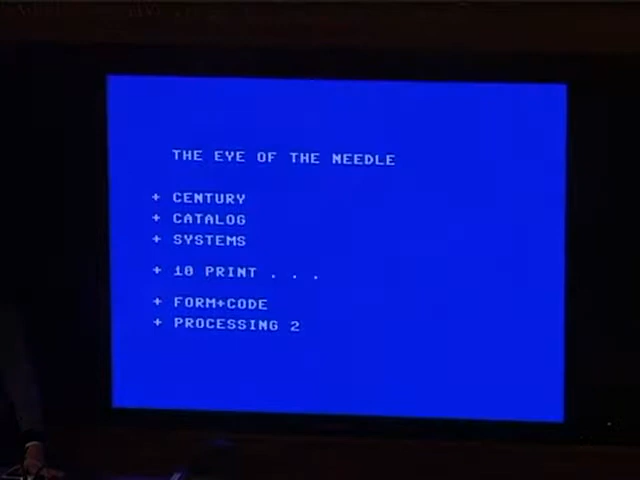 THE EYE OF THE NEEDLE
+ CENTURY
+ CATALOG
+ SYSTEMS
+ 10 PRINT . . .
+ FORM+CODE
+ PROCESSING 2